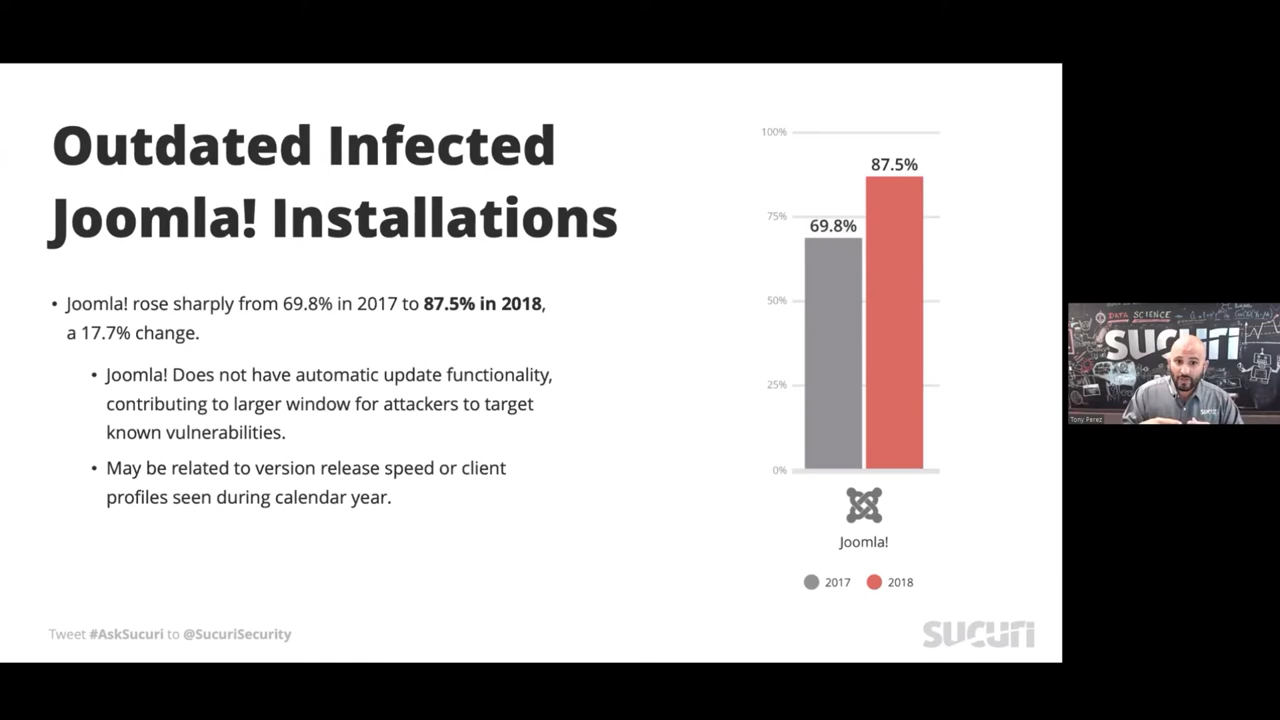 Outdated Infected
Joomla! Installations
• Joomla! rose sharply from 69.8% in 2017 to 87.5% in 2018,
a 17.7% change.
• Joomla! Does not have automatic update functionality,
contributing to larger window for attackers to target
known vulnerabilities.
• May be related to version release speed or client
profiles seen during calendar year.
100%
87.5%
75%
69.8%
50%
25%
0%
Joomla!
2017 2018
Tweet #AskSucuri to @SucuriSecurity
sucuri
DATA SCIENCE
sucuri
Tony Perez